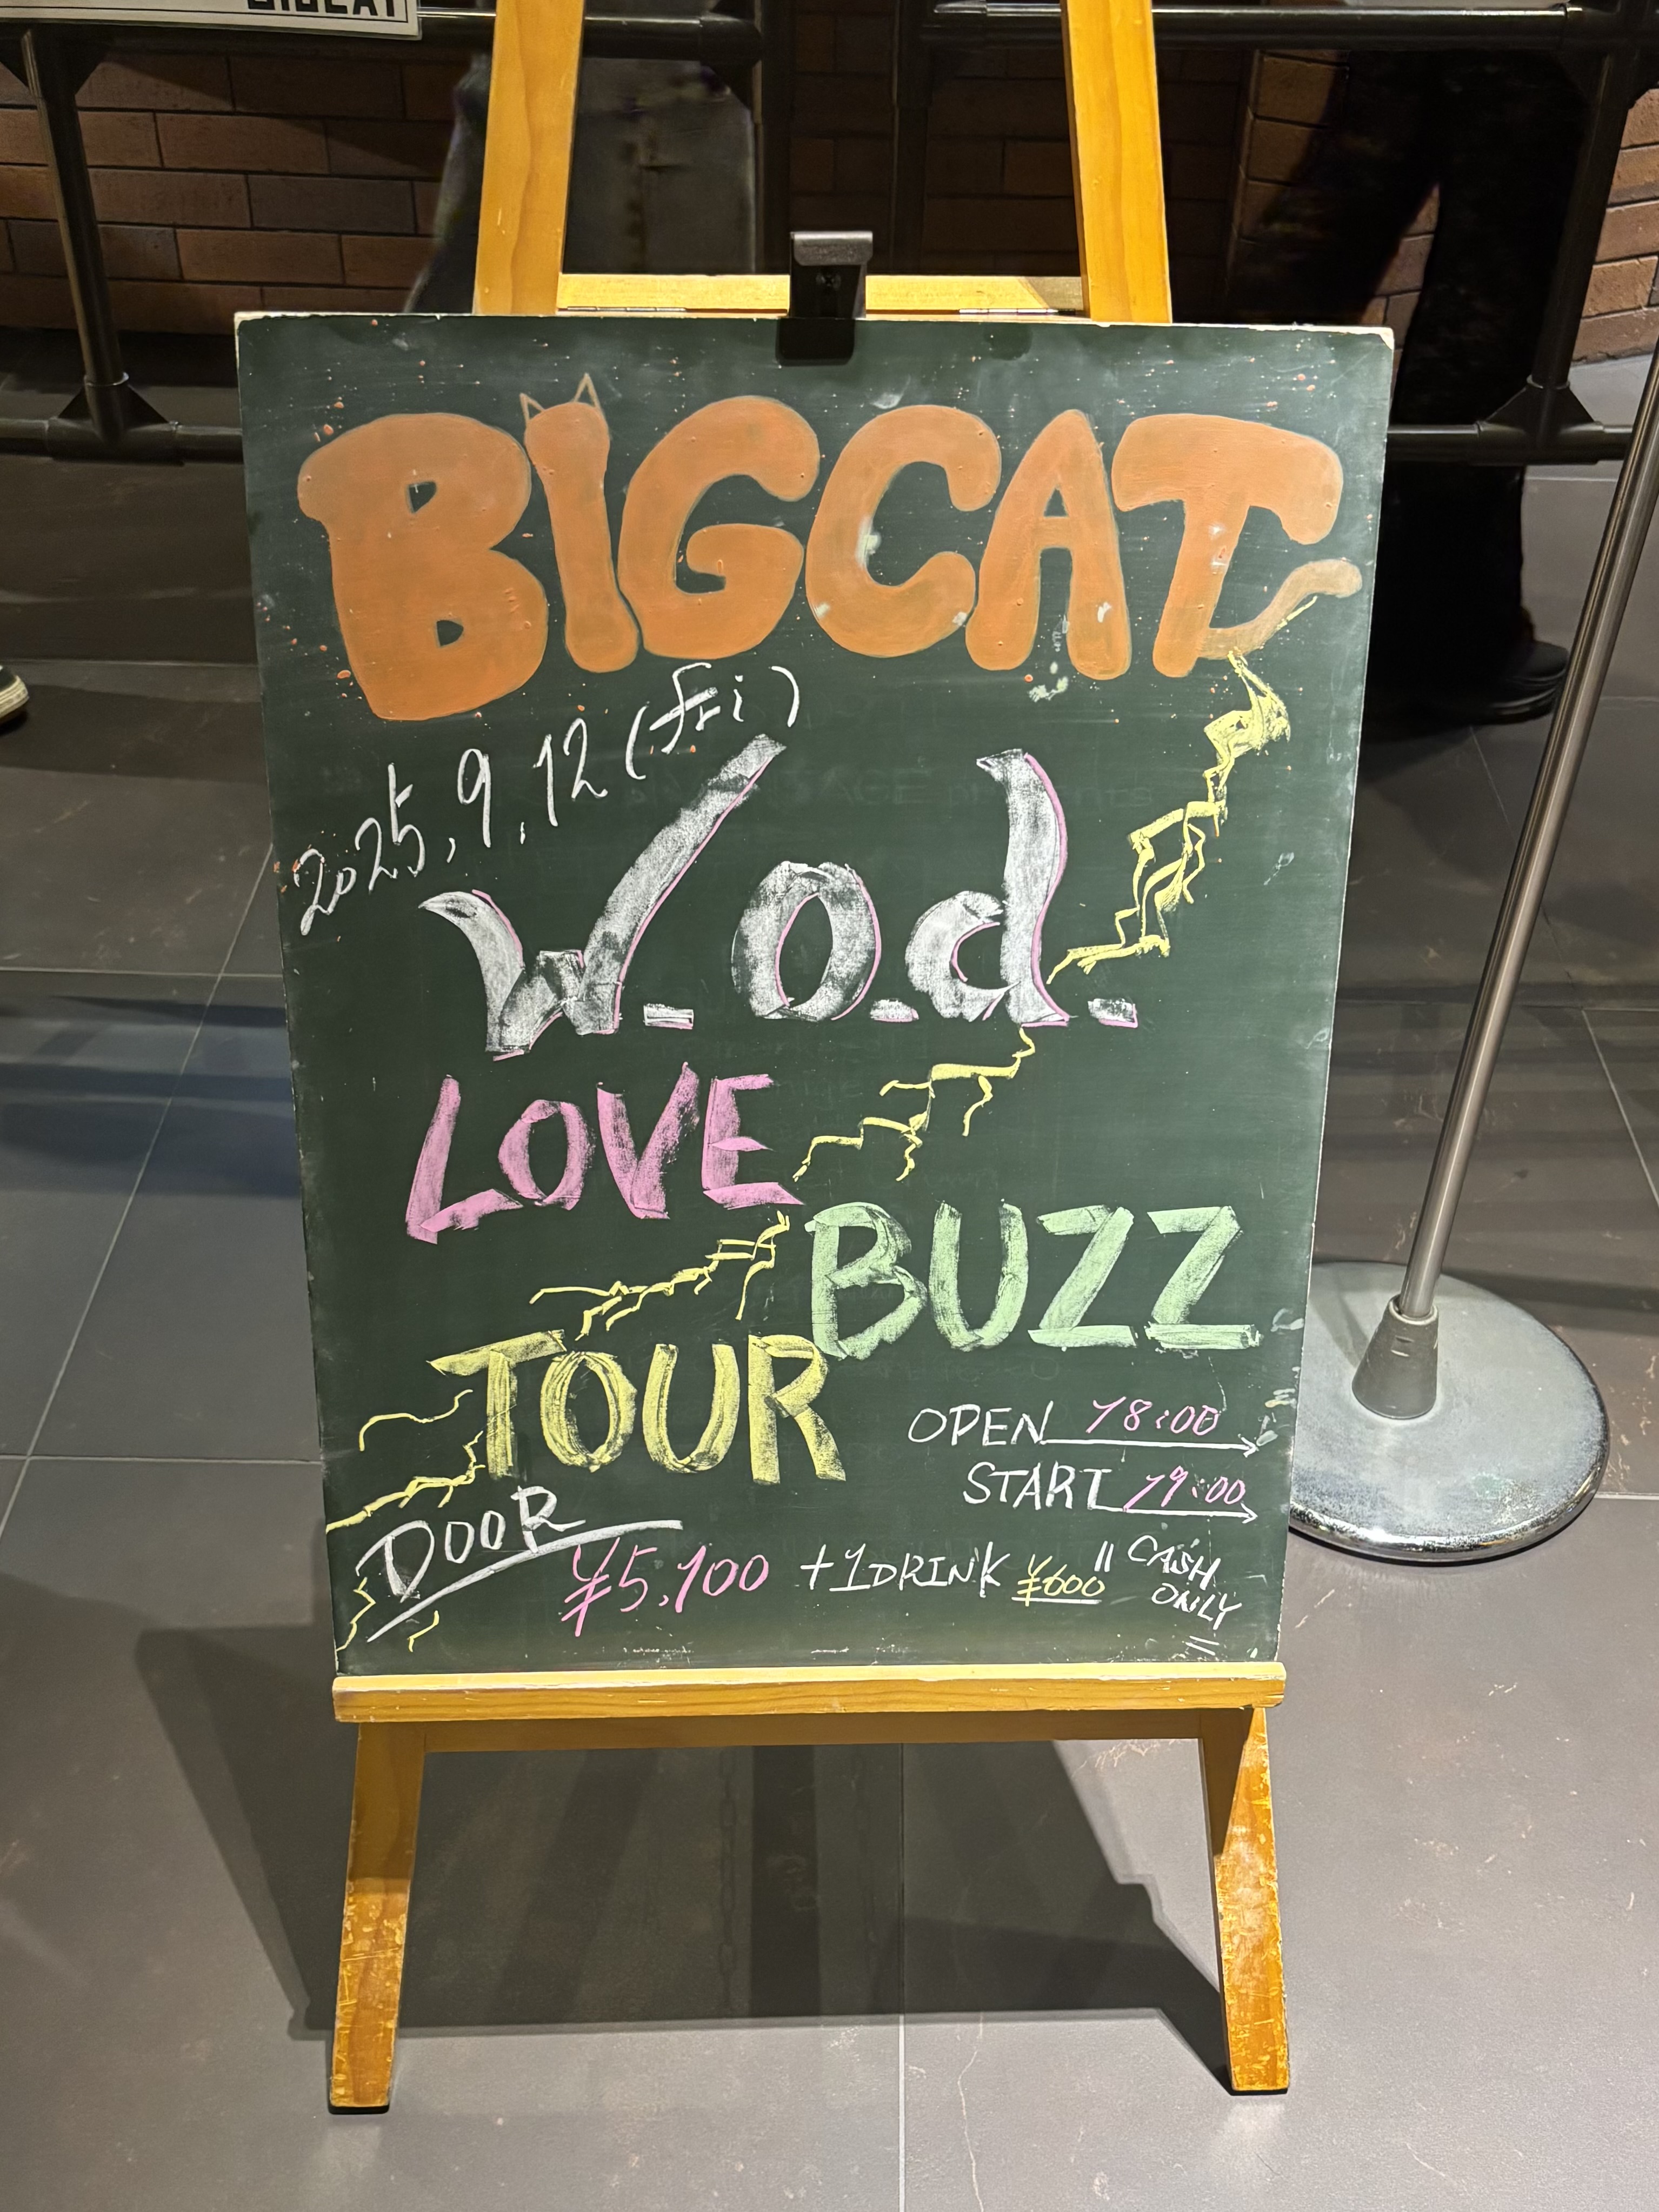 BIGCAT
BIGCAT
2025,9,12(fri)
w.o.d.
LOVE
BUZZ
TOUR
OPEN 18:00
START 19:00
DOOR
¥5,100 +1DRINK ¥600 " CASH ONLY